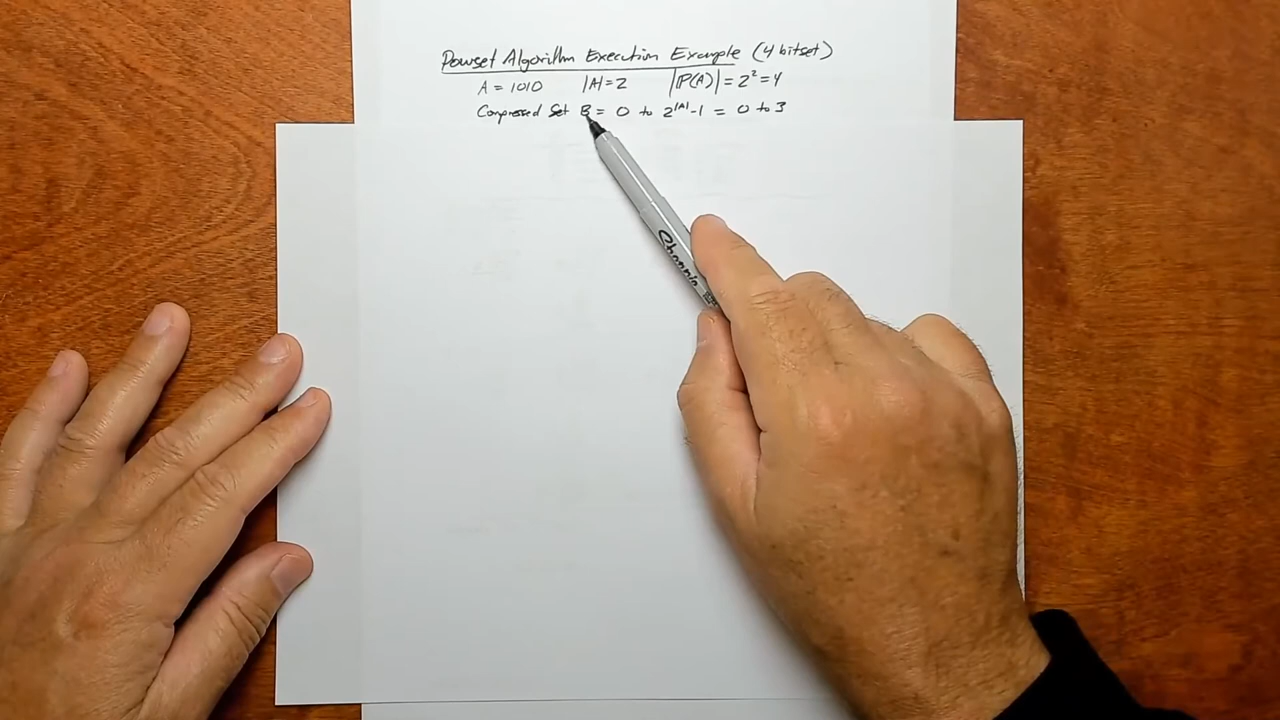 Powset Algorithm Execution Example (4 bitset)
A = 1010 |A| = 2 |P(A)| = 2² = 4
Compressed Set B = 0 to 2^|A| - 1 = 0 to 3
Sharpie